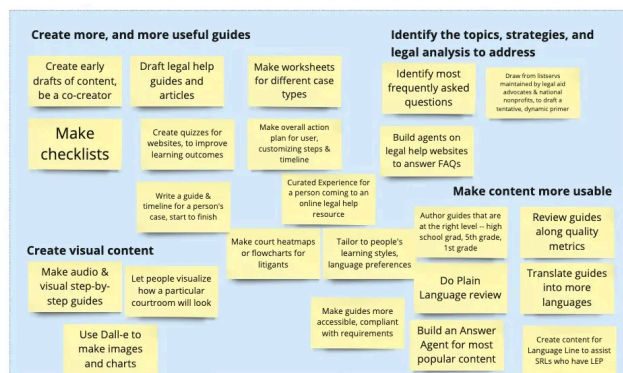 Create more, and more useful guides
Create early
drafts of content,
be a co-creator
Draft legal help
guides and
articles
Make worksheets
for different case
types
Make
checklists
Create quizzes for
websites, to improve
learning outcomes
Make overall action
plan for user,
customizing steps &
timeline
Write a guide &
timeline for a person's
case, start to finish
Curated Experience for
a person coming to an
online legal help
resource
Make court heatmaps
or flowcharts for
litigants
Tailor to people's
learning styles,
language preferences
Make guides more
accessible, compliant
with requirements
Create visual content
Make audio &
visual step-by-
step guides
Let people visualize
how a particular
courtroom will look
Use Dall-e to
make images
and charts
Identify the topics, strategies, and
legal analysis to address
Identify most
frequently asked
questions
Draw from listservs
maintained by legal aid
advocates & national
nonprofits, to draft a
tentative, dynamic primer
Build agents on
legal help websites
to answer FAQs
Make content more usable
Author guides that are
at the right level -- high
school grad, 5th grade,
1st grade
Review guides
along quality
metrics
Do Plain
Language review
Translate guides
into more
languages
Build an Answer
Agent for most
popular content
Create content for
Language Line to assist
SRLs who have LEP